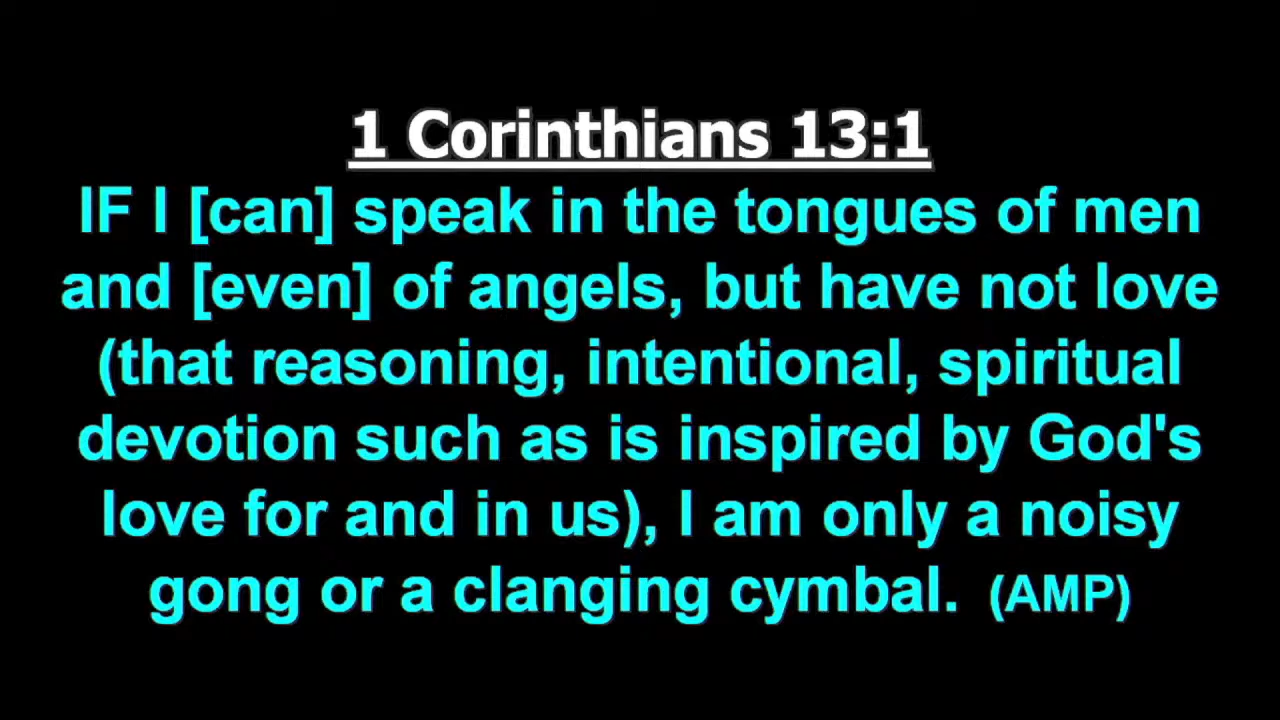 1 Corinthians 13:1
IF I [can] speak in the tongues of men
and [even] of angels, but have not love
(that reasoning, intentional, spiritual
devotion such as is inspired by God's
love for and in us), I am only a noisy
gong or a clanging cymbal. (AMP)